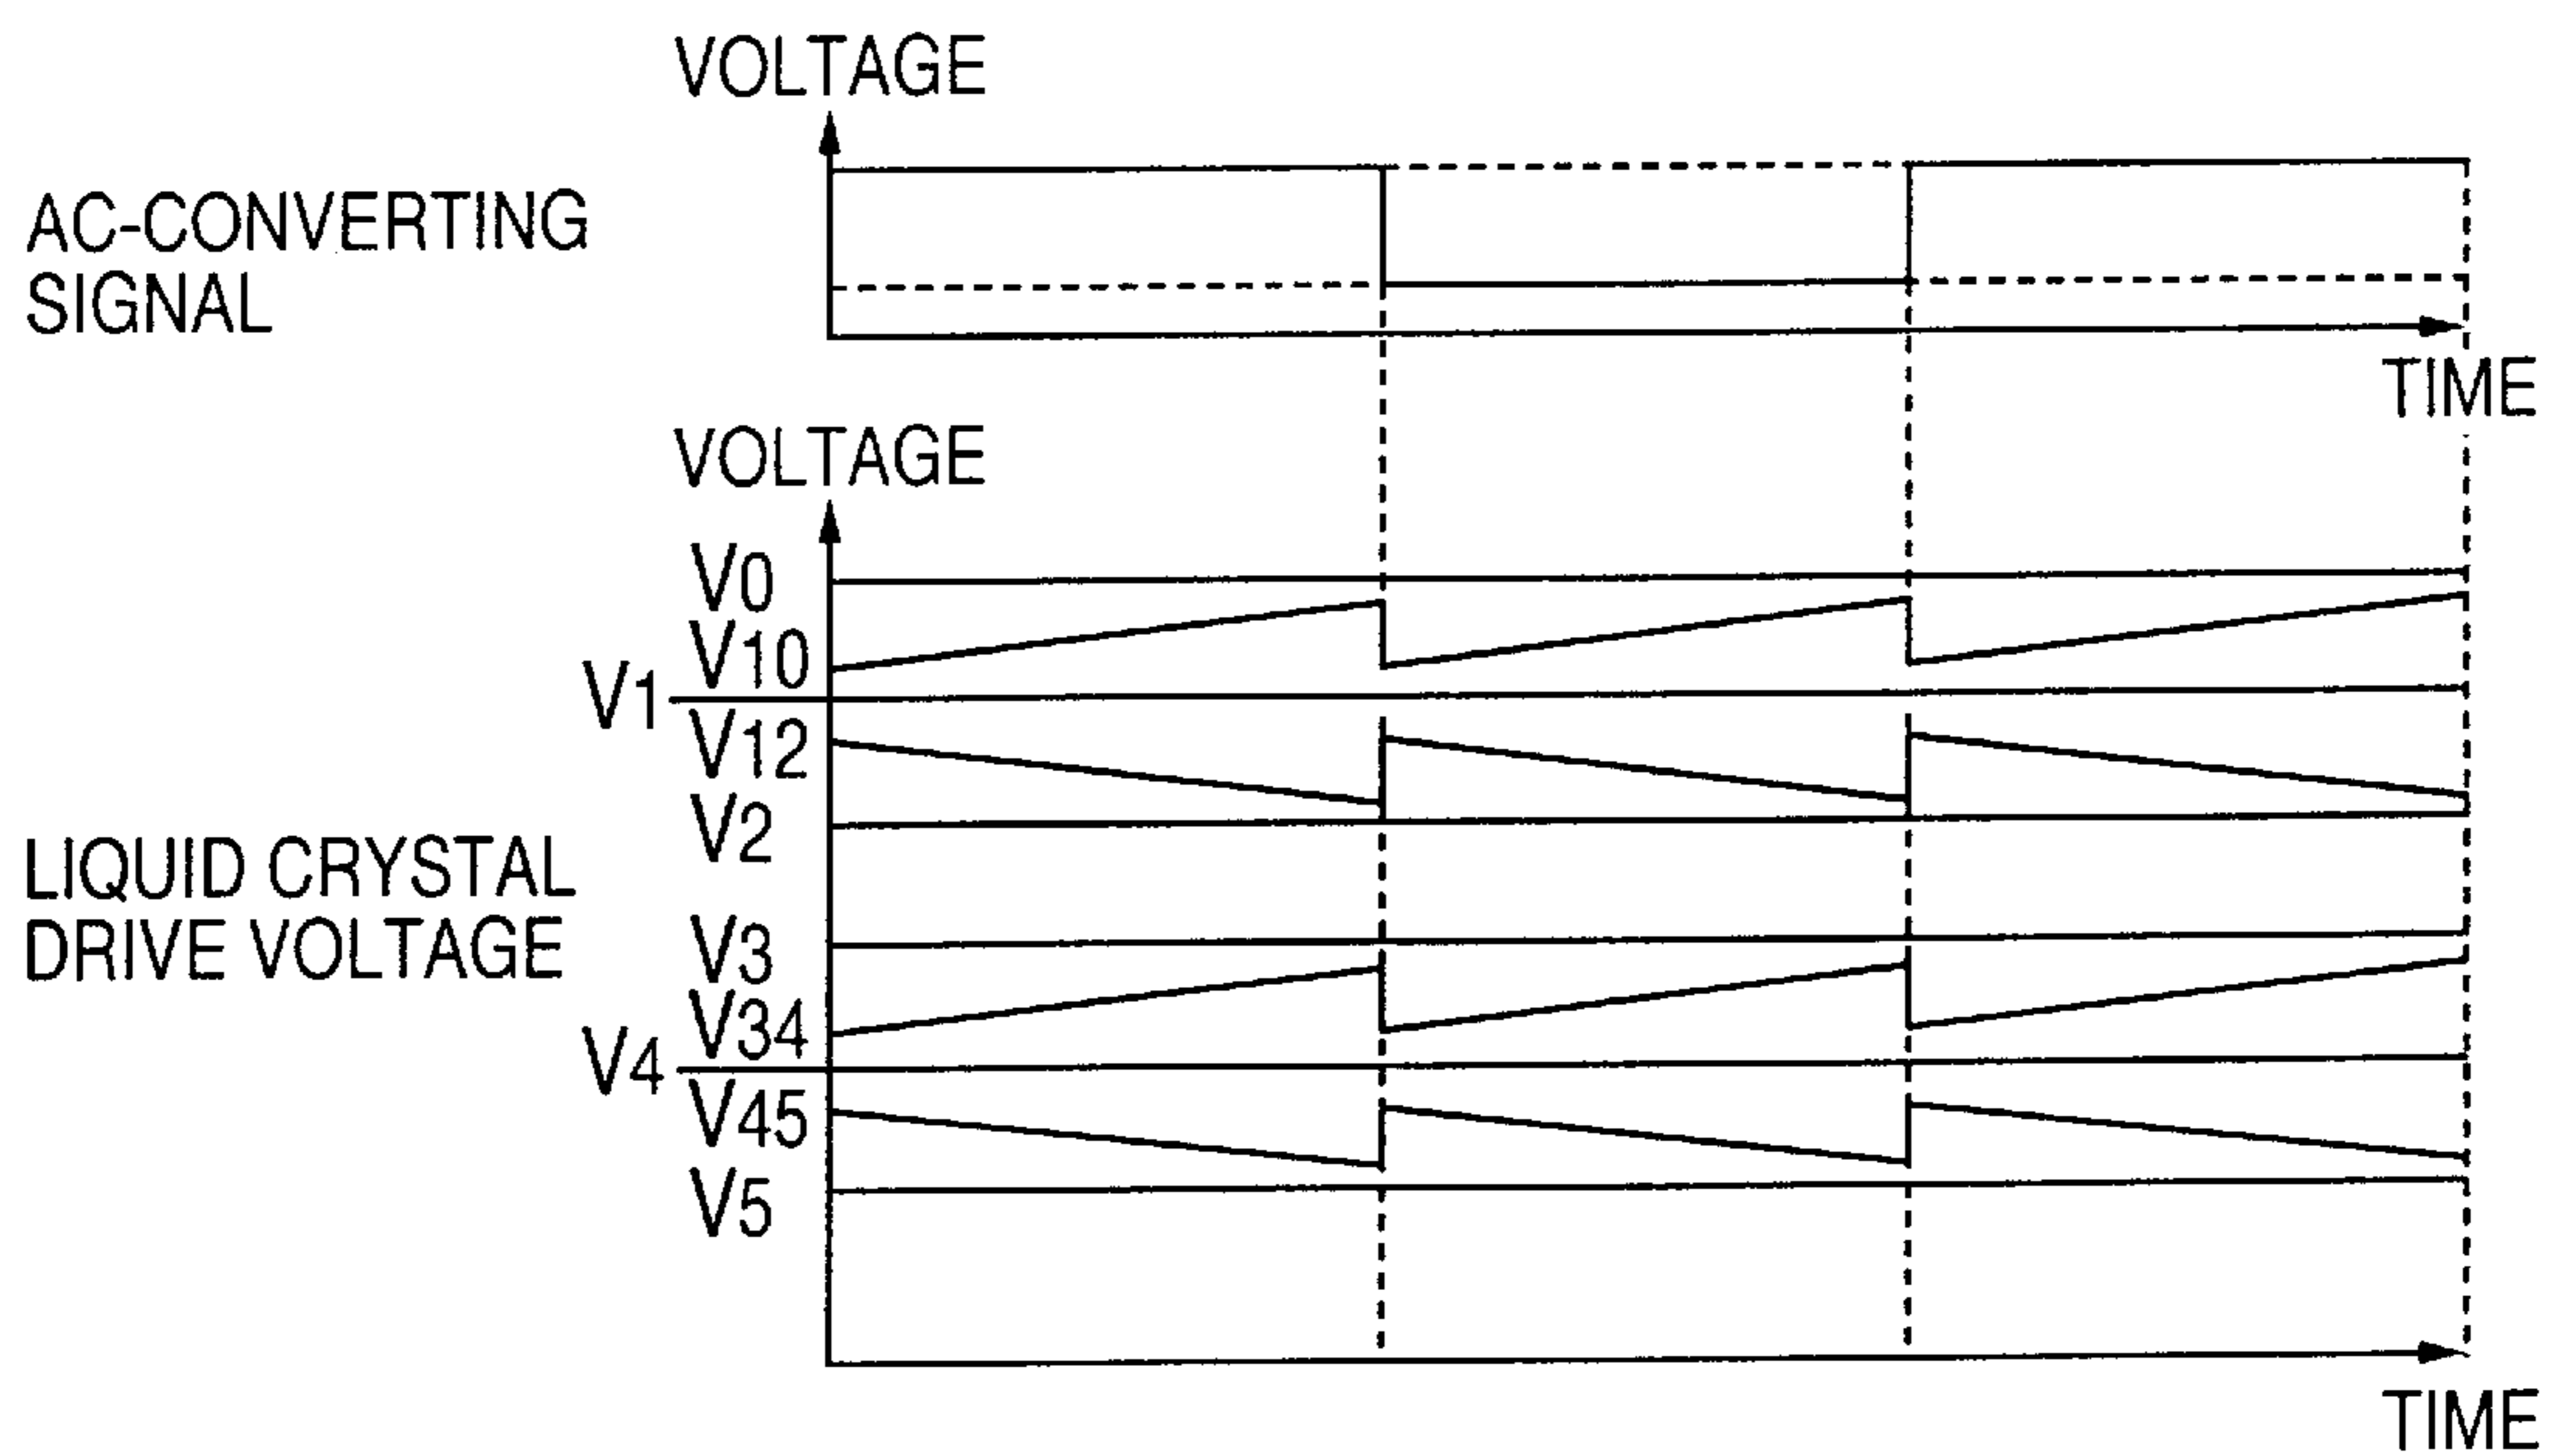 VOLTAGE
AC-CONVERTING
SIGNAL
TIME
VOLTAGE
V0
V10
V1
V12
V2
LIQUID CRYSTAL
DRIVE VOLTAGE
V3
V34
V4
V45
V5
TIME